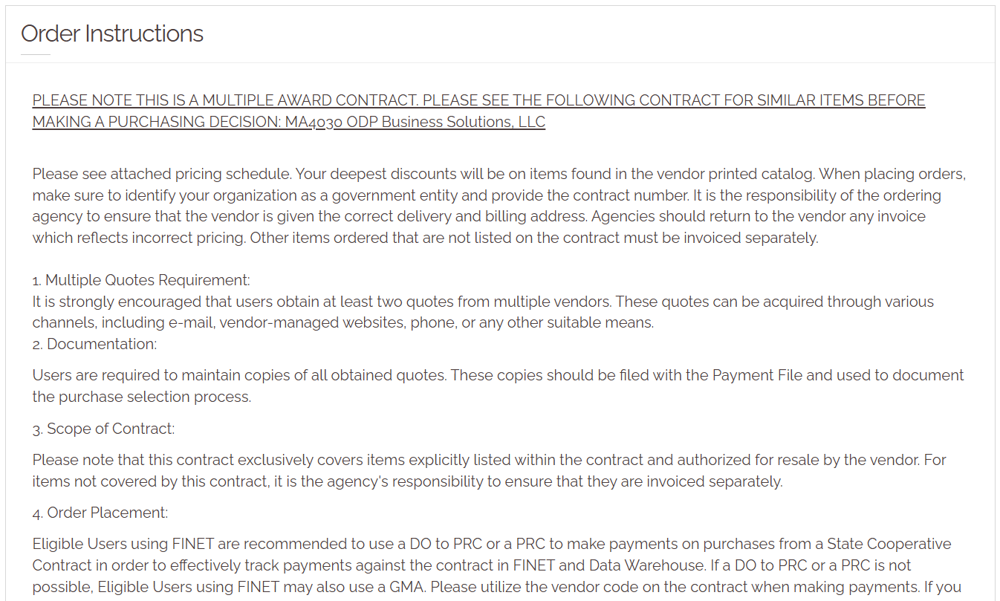 Order Instructions
PLEASE NOTE THIS IS A MULTIPLE AWARD CONTRACT. PLEASE SEE THE FOLLOWING CONTRACT FOR SIMILAR ITEMS BEFORE
MAKING A PURCHASING DECISION: MA4030 ODP Business Solutions, LLC
Please see attached pricing schedule. Your deepest discounts will be on items found in the vendor printed catalog. When placing orders,
make sure to identify your organization as a government entity and provide the contract number. It is the responsibility of the ordering
agency to ensure that the vendor is given the correct delivery and billing address. Agencies should return to the vendor any invoice
which reflects incorrect pricing. Other items ordered that are not listed on the contract must be invoiced separately.
1. Multiple Quotes Requirement:
It is strongly encouraged that users obtain at least two quotes from multiple vendors. These quotes can be acquired through various
channels, including e-mail, vendor-managed websites, phone, or any other suitable means.
2. Documentation:
Users are required to maintain copies of all obtained quotes. These copies should be filed with the Payment File and used to document
the purchase selection process.
3. Scope of Contract:
Please note that this contract exclusively covers items explicitly listed within the contract and authorized for resale by the vendor. For
items not covered by this contract, it is the agency's responsibility to ensure that they are invoiced separately.
4. Order Placement:
Eligible Users using FINET are recommended to use a DO to PRC or a PRC to make payments on purchases from a State Cooperative
Contract in order to effectively track payments against the contract in FINET and Data Warehouse. If a DO to PRC or a PRC is not
possible, Eligible Users using FINET may also use a GMA. Please utilize the vendor code on the contract when making payments. If you